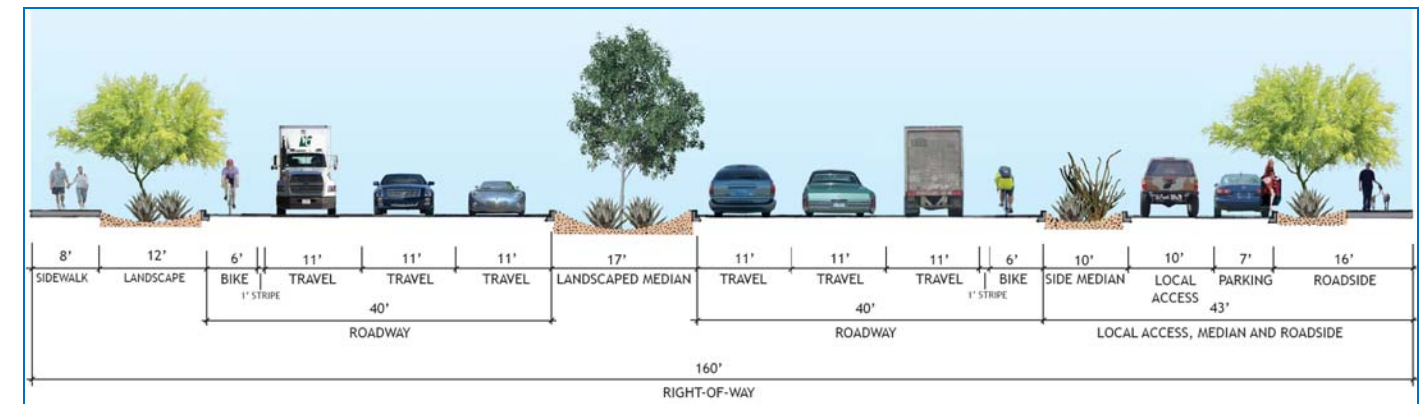 8' 12' 6' 11' 11' 11' 17' 11' 11' 11' 6' 10' 10' 7' 16'
SIDEWALK LANDSCAPE BIKE TRAVEL TRAVEL TRAVEL LANDSCAPED MEDIAN TRAVEL TRAVEL TRAVEL BIKE SIDE MEDIAN LOCAL ACCESS PARKING ROADSIDE
1' STRIPE 1' STRIPE
40' 40' 43'
ROADWAY ROADWAY LOCAL ACCESS, MEDIAN AND ROADSIDE
160'
RIGHT-OF-WAY